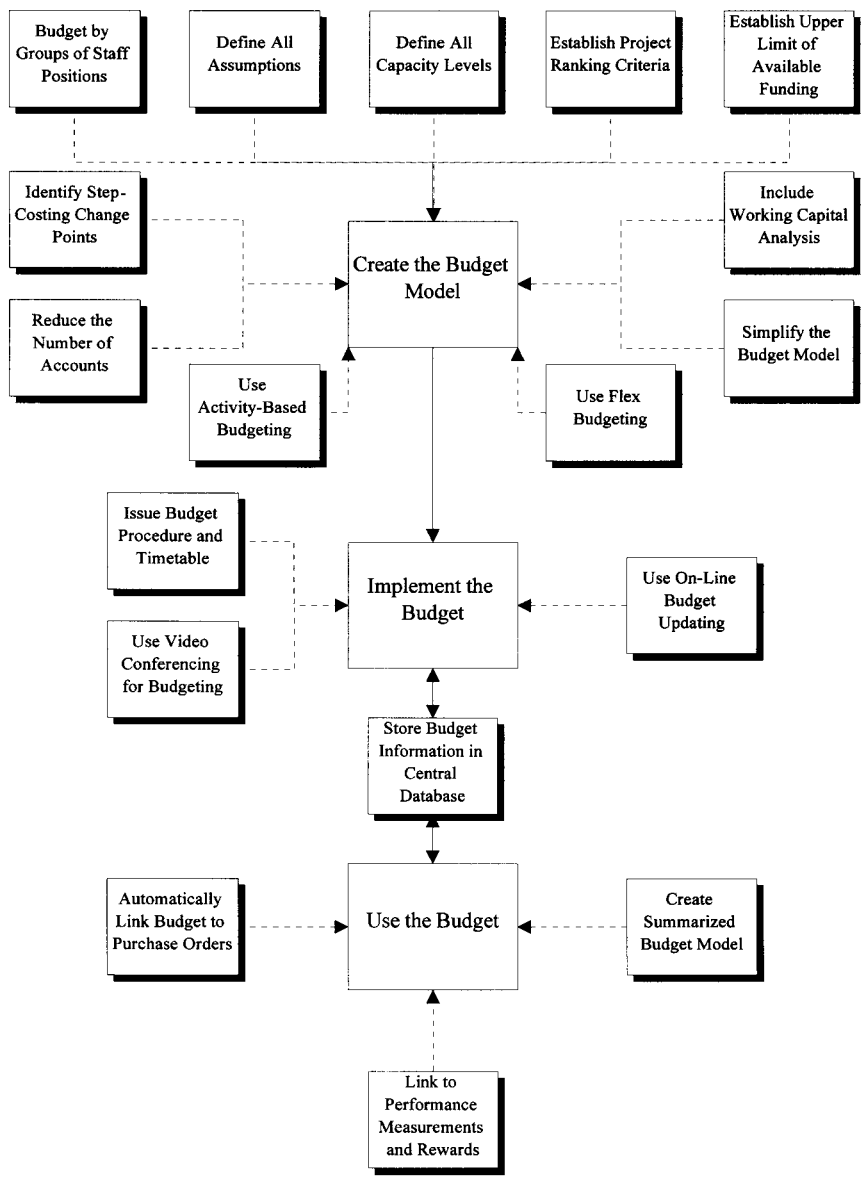 Budget by
Groups of Staff
Positions
Define All
Assumptions
Define All
Capacity Levels
Establish Project
Ranking Criteria
Establish Upper
Limit of
Available
Funding
Identify Step-
Costing Change
Points
Include
Working Capital
Analysis
Create the Budget
Model
Reduce the
Number of
Accounts
Simplify the
Budget Model
Use
Activity-Based
Budgeting
Use Flex
Budgeting
Issue Budget
Procedure and
Timetable
Implement the
Budget
Use On-Line
Budget
Updating
Use Video
Conferencing
for Budgeting
Store Budget
Information in
Central
Database
Automatically
Link Budget to
Purchase Orders
Use the Budget
Create
Summarized
Budget Model
Link to
Performance
Measurements
and Rewards